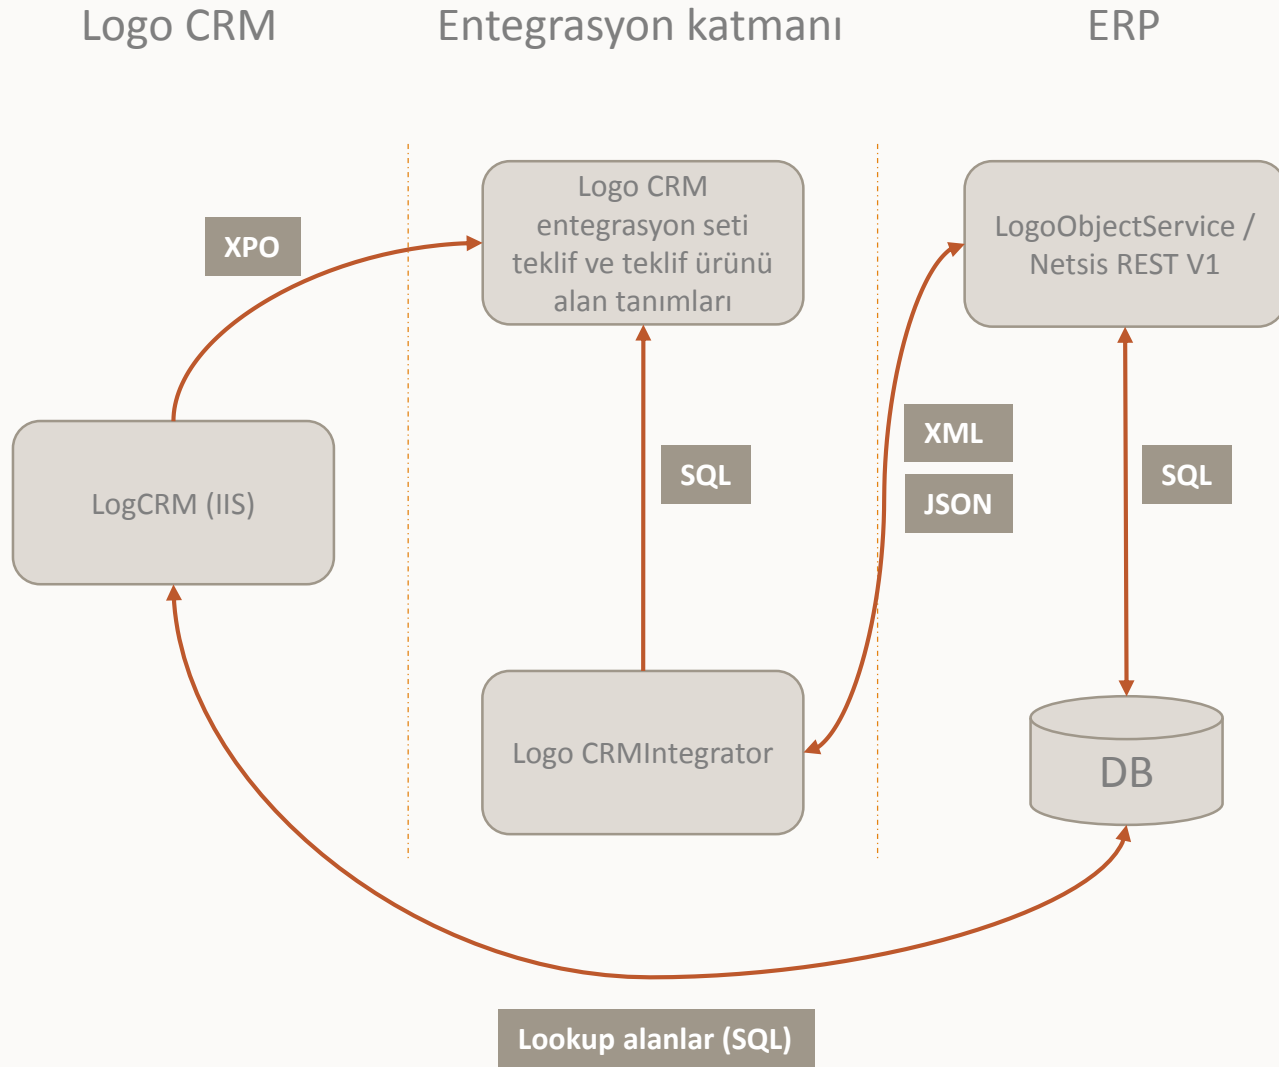 Logo CRM
Entegrasyon katmanı
ERP
Logo CRM
entegrasyon seti
teklif ve teklif ürünü
alan tanımları
LogoObjectService /
Netsis REST V1
XPO
LogCRM (IIS)
SQL
XML
JSON
SQL
Logo CRMIntegrator
DB
Lookup alanlar (SQL)